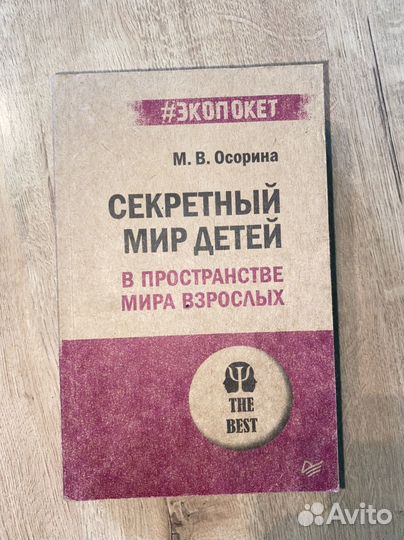 #ЭКОПОКЕТ
М. В. Осорина
СЕКРЕТНЫЙ
МИР ДЕТЕЙ
В ПРОСТРАНСТВЕ
МИРА ВЗРОСЛЫХ
Ψ
THE
BEST
Avito